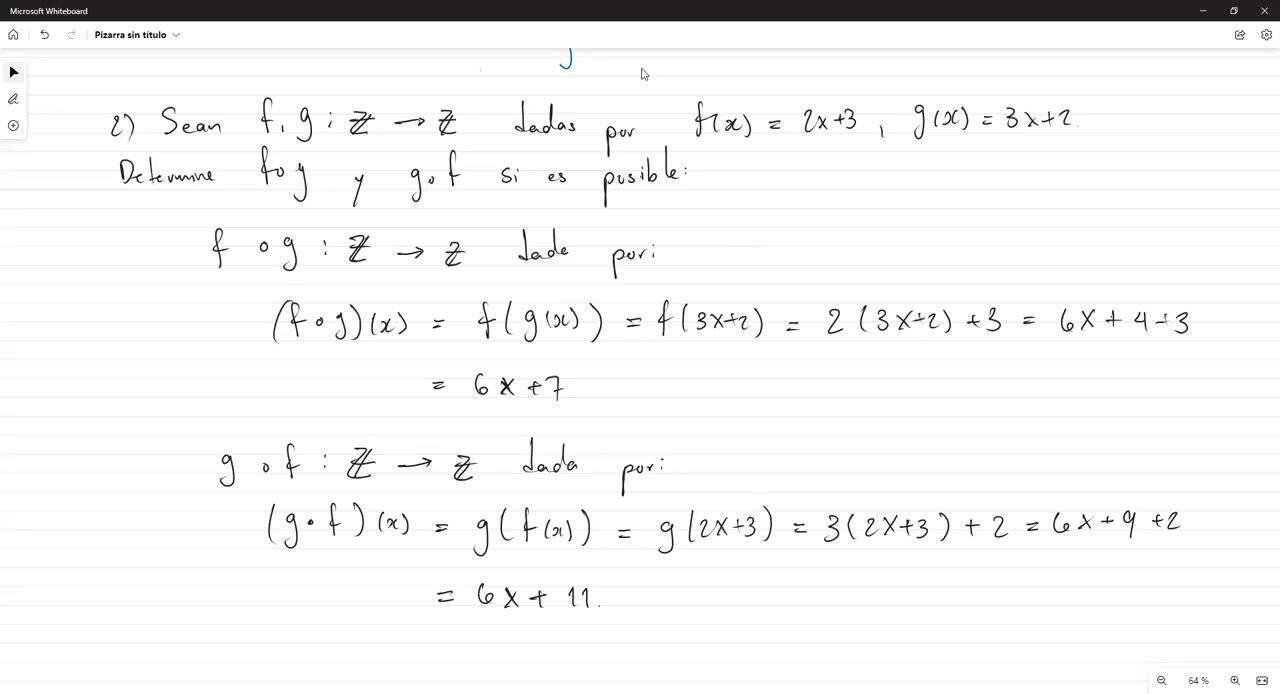 Microsoft Whiteboard
Pizarra sin título
2) Sean f, g : ℤ → ℤ dadas por f(x) = 2x+3 , g(x) = 3x+2.
Determine f∘g y g∘f si es posible:
f ∘ g : ℤ → ℤ dade por:
(f∘g)(x) = f(g(x)) = f(3x+2) = 2(3x+2)+3 = 6x+4+3
= 6x+7
g ∘ f : ℤ → ℤ dada por:
(g∘f)(x) = g(f(x)) = g(2x+3) = 3(2x+3)+2 = 6x+9+2
= 6x+11.
64 %